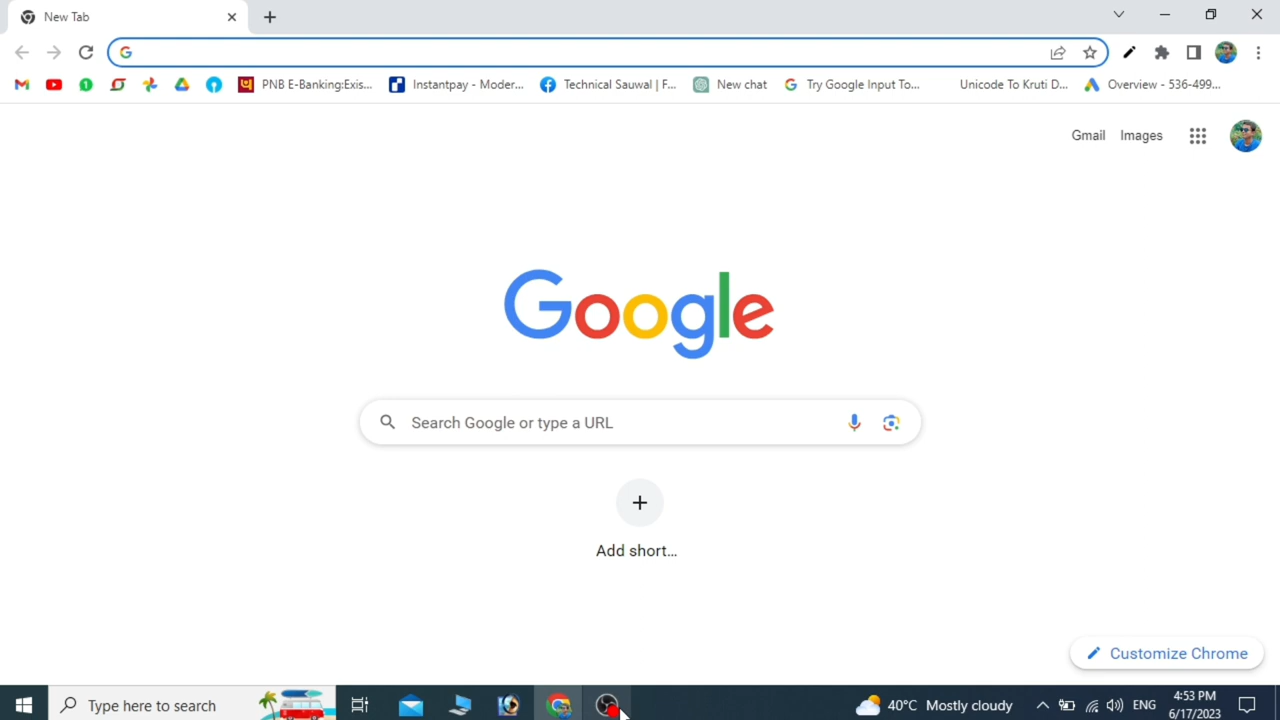 New Tab
PNB E-Banking:Exis...
Instantpay - Moder...
Technical Sauwal | F...
New chat
Try Google Input To...
Unicode To Kruti D...
Overview - 536-499...
Gmail
Images
Google
Search Google or type a URL
Add short...
Customize Chrome
Type here to search
40°C Mostly cloudy
ENG
4:53 PM
6/17/2023